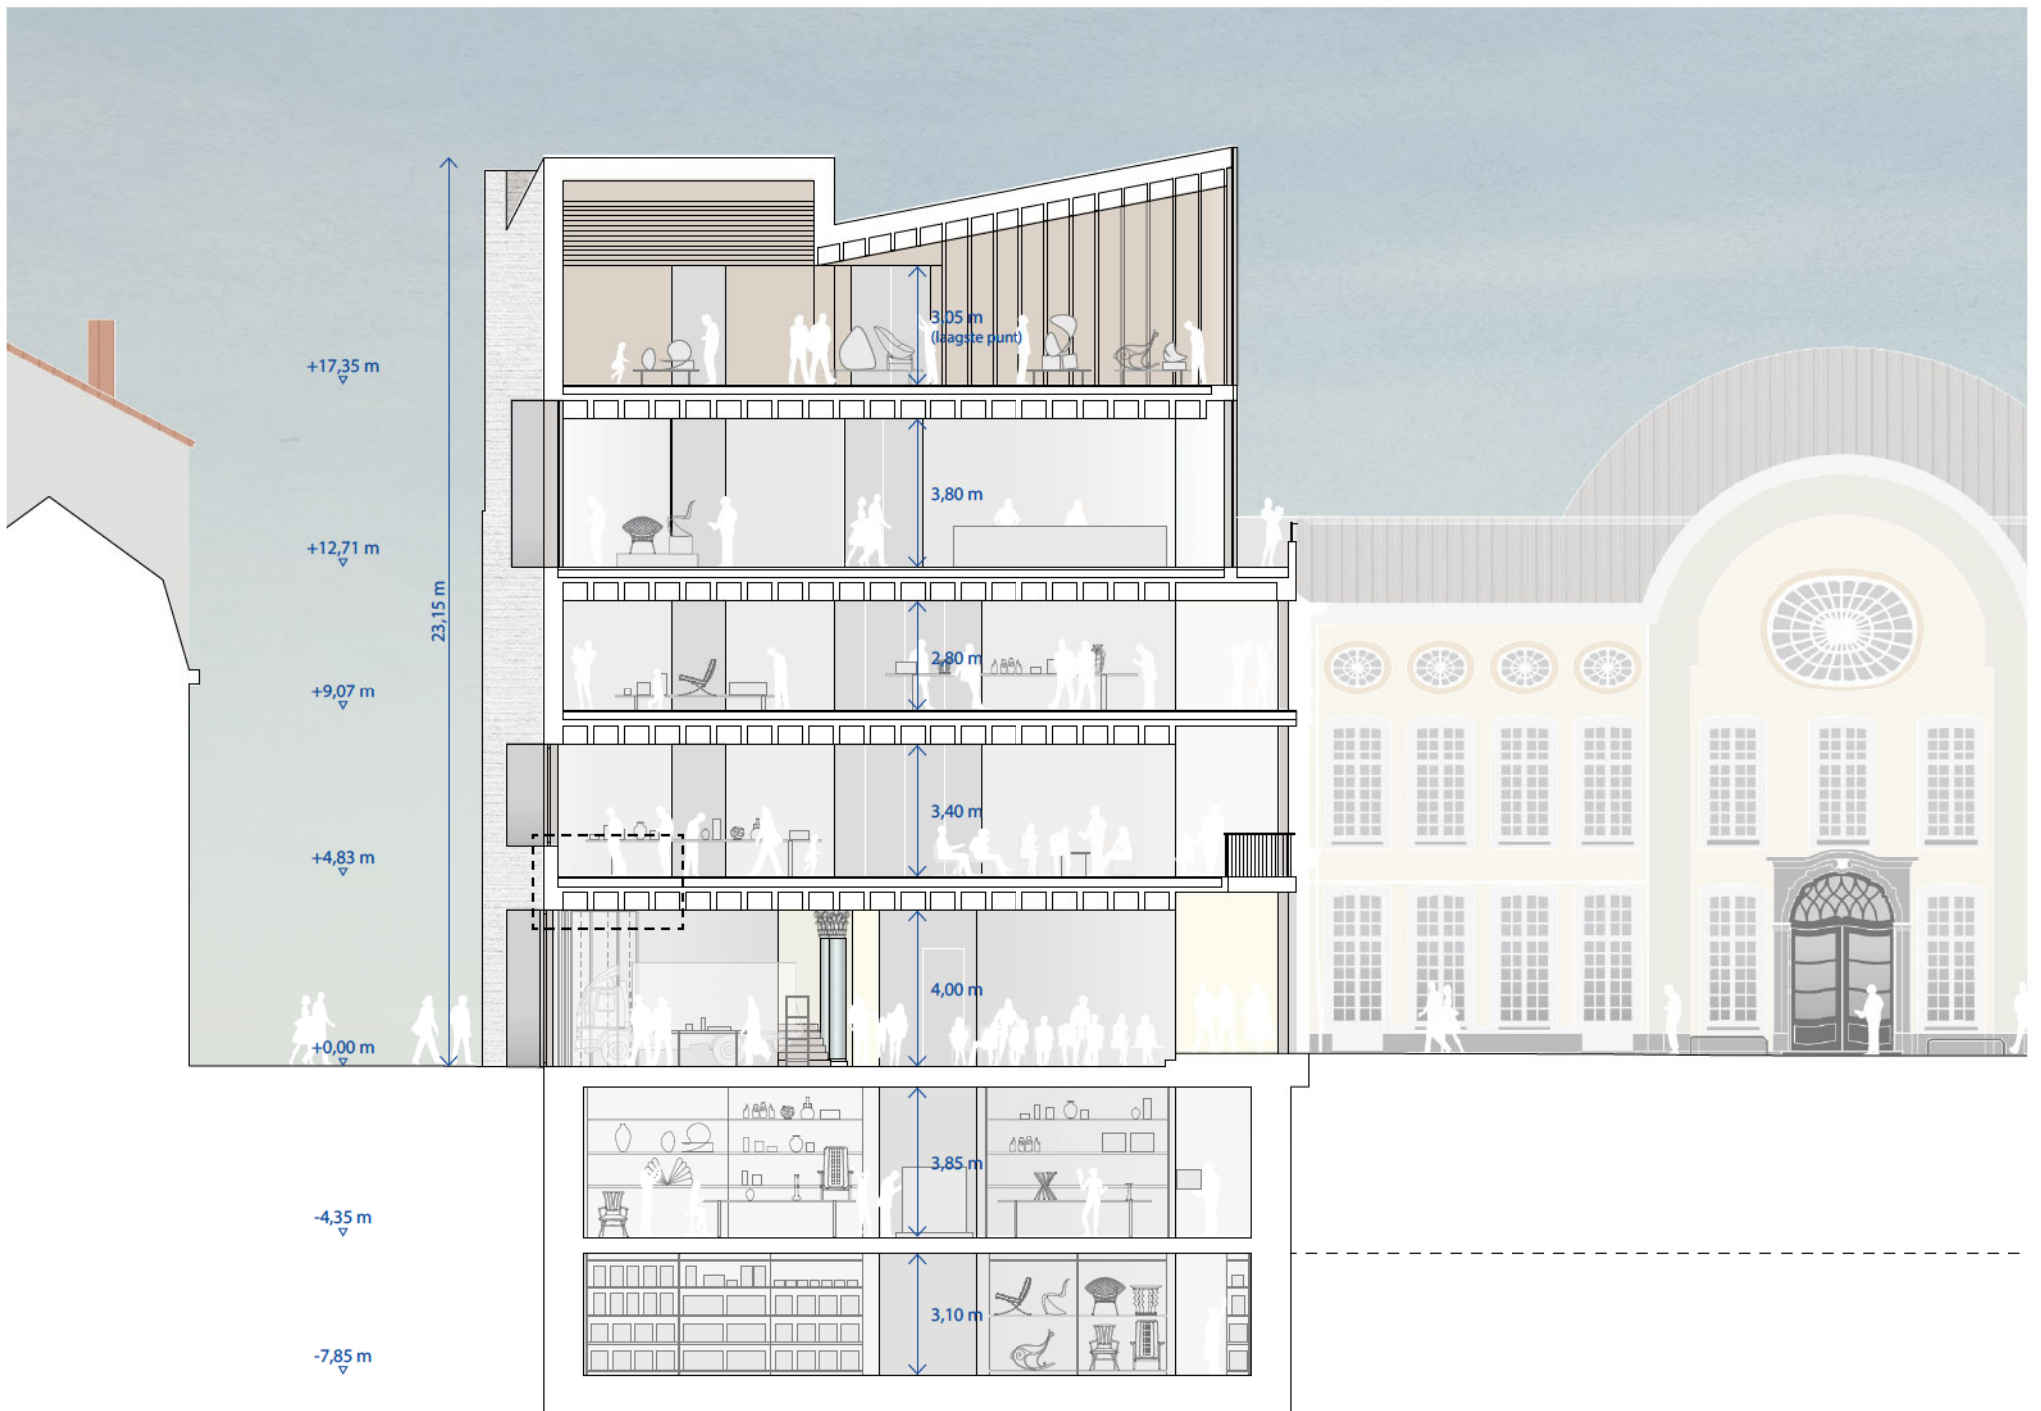 3,05 m
(laagste punt)
+17,35 m
3,80 m
+12,71 m
23,15 m
2,80 m
+9,07 m
3,40 m
+4,83 m
4,00 m
+0,00 m
3,85 m
-4,35 m
3,10 m
-7,85 m